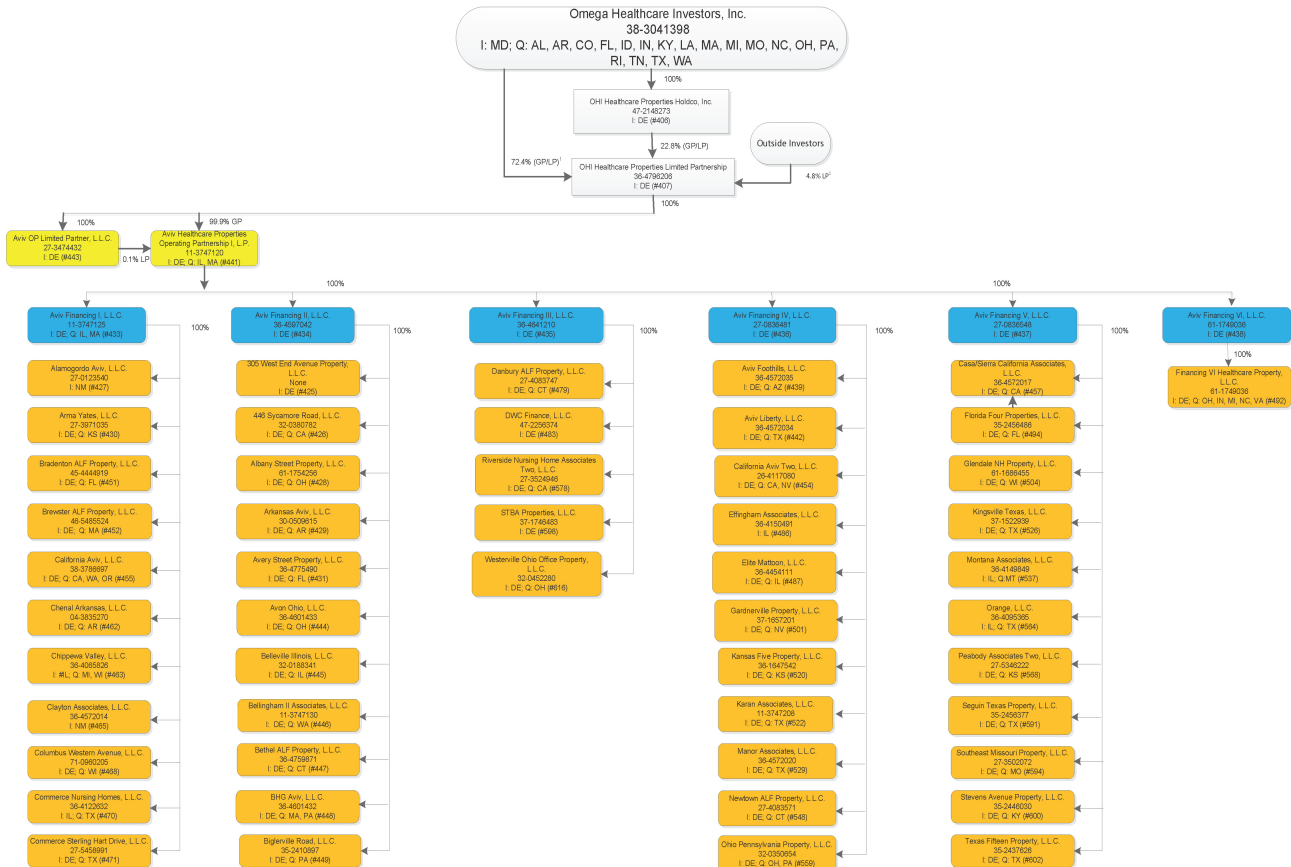 Omega Healthcare Investors, Inc.
38-3041398
I: MD; Q: AL, AR, CO, FL, ID, IN, KY, LA, MA, MI, MO, NC, OH, PA,
RI, TN, TX, WA
100%
OHI Healthcare Properties Holdco, Inc.
47-2148273
I: DE (#406)
22.8% (GP/LP)
Outside Investors
72.4% (GP/LP)¹
OHI Healthcare Properties Limited Partnership
36-4796206
I: DE (#407)
4.8% LP²
100%
100%
99.9% GP
Aviv OP Limited Partner, L.L.C.
27-3474432
I: DE (#443)
0.1% LP
Aviv Healthcare Properties
Operating Partnership I, L.P.
11-3747120
I: DE; Q: IL, MA (#441)
100%
100%
Aviv Financing I, L.L.C.
11-3747125
I: DE; Q: IL, MA (#433)
100%
Aviv Financing II, L.L.C.
36-4597042
I: DE (#434)
100%
Aviv Financing III, L.L.C.
36-4641210
I: DE (#435)
100%
Aviv Financing IV, L.L.C.
27-0836481
I: DE (#436)
100%
Aviv Financing V, L.L.C.
27-0836548
I: DE (#437)
100%
Aviv Financing VI, L.L.C.
61-1749036
I: DE (#438)
100%
Financing VI Healthcare Property,
L.L.C.
61-1749036
I: DE; Q: OH, IN, MI, NC, VA (#492)
Alamogordo Aviv, L.L.C.
27-0123540
I: NM (#427)
Arma Yates, L.L.C.
27-3971035
I: DE; Q: KS (#430)
Bradenton ALF Property, L.L.C.
45-4444919
I: DE; Q: FL (#451)
Brewster ALF Property, L.L.C.
46-5485524
I: DE; Q: MA (#452)
California Aviv, L.L.C.
38-3786697
I: DE; Q: CA, WA, OR (#455)
Chenal Arkansas, L.L.C.
04-3835270
I: DE; Q: AR (#462)
Chippewa Valley, L.L.C.
36-4065826
I: #IL; Q: MI, WI (#463)
Clayton Associates, L.L.C.
36-4572014
I: NM (#465)
Columbus Western Avenue, L.L.C.
71-0960205
I: DE; Q: WI (#468)
Commerce Nursing Homes, L.L.C.
36-4122632
I: IL; Q: TX (#470)
Commerce Sterling Hart Drive, L.L.C.
27-5458991
I: DE; Q: TX (#471)
305 West End Avenue Property,
L.L.C.
None
I: DE (#425)
446 Sycamore Road, L.L.C.
32-0380782
I: DE; Q: CA (#426)
Albany Street Property, L.L.C.
61-1754256
I: DE; Q: OH (#428)
Arkansas Aviv, L.L.C.
30-0509615
I: DE; Q: AR (#429)
Avery Street Property, L.L.C.
36-4775490
I: DE; Q: FL (#431)
Avon Ohio, L.L.C.
36-4601433
I: DE; Q: OH (#444)
Belleville Illinois, L.L.C.
32-0188341
I: DE; Q: IL (#445)
Bellingham II Associates, L.L.C.
11-3747130
I: DE; Q: WA (#446)
Bethel ALF Property, L.L.C.
36-4759871
I: DE; Q: CT (#447)
BHG Aviv, L.L.C.
36-4601432
I: DE; Q: MA, PA (#448)
Biglerville Road, L.L.C.
35-2410897
I: DE; Q: PA (#449)
Danbury ALF Property, L.L.C.
27-4083747
I: DE; Q: CT (#479)
DWC Finance, L.L.C.
47-2256374
I: DE (#483)
Riverside Nursing Home Associates
Two, L.L.C.
27-3524946
I: DE; Q: CA (#578)
STBA Properties, L.L.C.
37-1746483
I: DE (#596)
Westerville Ohio Office Property,
L.L.C.
32-0452280
I: DE; Q: OH (#616)
Aviv Foothills, L.L.C.
36-4572035
I: DE; Q: AZ (#439)
Aviv Liberty, L.L.C.
36-4572034
I: DE; Q: TX (#442)
California Aviv Two, L.L.C.
26-4117080
I: DE; Q: CA, NV (#454)
Effingham Associates, L.L.C.
36-4150491
I: IL (#486)
Elite Mattoon, L.L.C.
36-4454111
I: DE; Q: IL (#487)
Gardnerville Property, L.L.C.
37-1657201
I: DE; Q: NV (#501)
Kansas Five Property, L.L.C.
36-1647542
I: DE; Q: KS (#520)
Karan Associates, L.L.C.
11-3747208
I: DE; Q: TX (#522)
Manor Associates, L.L.C.
36-4572020
I: DE; Q: TX (#529)
Newtown ALF Property, L.L.C.
27-4083571
I: DE; Q: CT (#548)
Ohio Pennsylvania Property, L.L.C.
32-0350654
I: DE; Q: OH, PA (#559)
Casa/Sierra California Associates,
L.L.C.
36-4572017
I: DE; Q: CA (#457)
Florida Four Properties, L.L.C.
35-2456486
I: DE; Q: FL (#494)
Glendale NH Property, L.L.C.
61-1686455
I: DE; Q: WI (#504)
Kingsville Texas, L.L.C.
37-1522939
I: DE; Q: TX (#526)
Montana Associates, L.L.C.
36-4149849
I: IL; Q:MT (#537)
Orange, L.L.C.
36-4095365
I: IL; Q: TX (#564)
Peabody Associates Two, L.L.C.
27-5346222
I: DE; Q: KS (#568)
Seguin Texas Property, L.L.C.
35-2456377
I: DE; Q: TX (#591)
Southeast Missouri Property, L.L.C.
27-3502072
I: DE; Q: MO (#594)
Stevens Avenue Property, L.L.C.
35-2446030
I: DE; Q: KY (#600)
Texas Fifteen Property, L.L.C.
35-2437626
I: DE; Q: TX (#602)